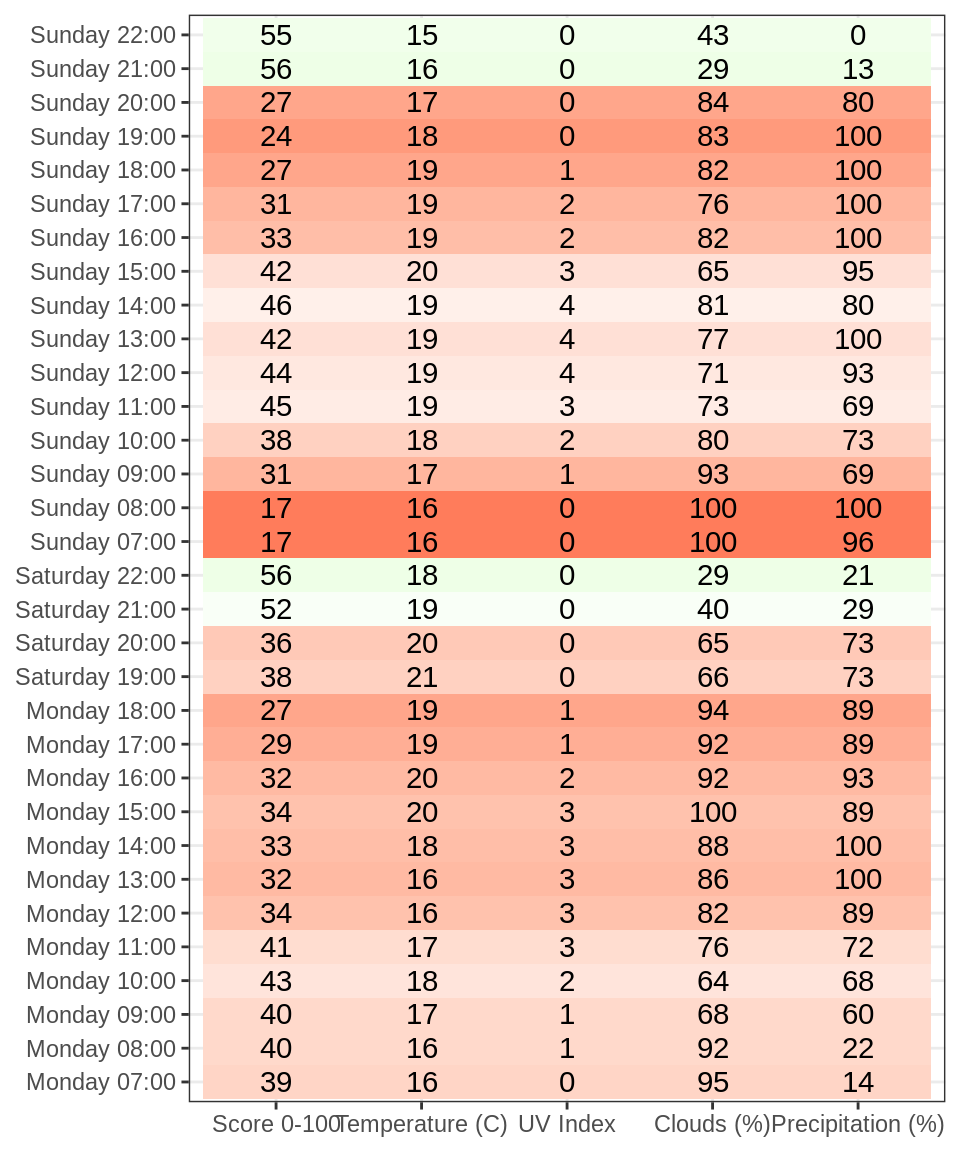 Sunday 22:00 55 15 0 43 0
Sunday 21:00 56 16 0 29 13
Sunday 20:00 27 17 0 84 80
Sunday 19:00 24 18 0 83 100
Sunday 18:00 27 19 1 82 100
Sunday 17:00 31 19 2 76 100
Sunday 16:00 33 19 2 82 100
Sunday 15:00 42 20 3 65 95
Sunday 14:00 46 19 4 81 80
Sunday 13:00 42 19 4 77 100
Sunday 12:00 44 19 4 71 93
Sunday 11:00 45 19 3 73 69
Sunday 10:00 38 18 2 80 73
Sunday 09:00 31 17 1 93 69
Sunday 08:00 17 16 0 100 100
Sunday 07:00 17 16 0 100 96
Saturday 22:00 56 18 0 29 21
Saturday 21:00 52 19 0 40 29
Saturday 20:00 36 20 0 65 73
Saturday 19:00 38 21 0 66 73
Monday 18:00 27 19 1 94 89
Monday 17:00 29 19 1 92 89
Monday 16:00 32 20 2 92 93
Monday 15:00 34 20 3 100 89
Monday 14:00 33 18 3 88 100
Monday 13:00 32 16 3 86 100
Monday 12:00 34 16 3 82 89
Monday 11:00 41 17 3 76 72
Monday 10:00 43 18 2 64 68
Monday 09:00 40 17 1 68 60
Monday 08:00 40 16 1 92 22
Monday 07:00 39 16 0 95 14
Score 0-100 Temperature (C) UV Index Clouds (%) Precipitation (%)